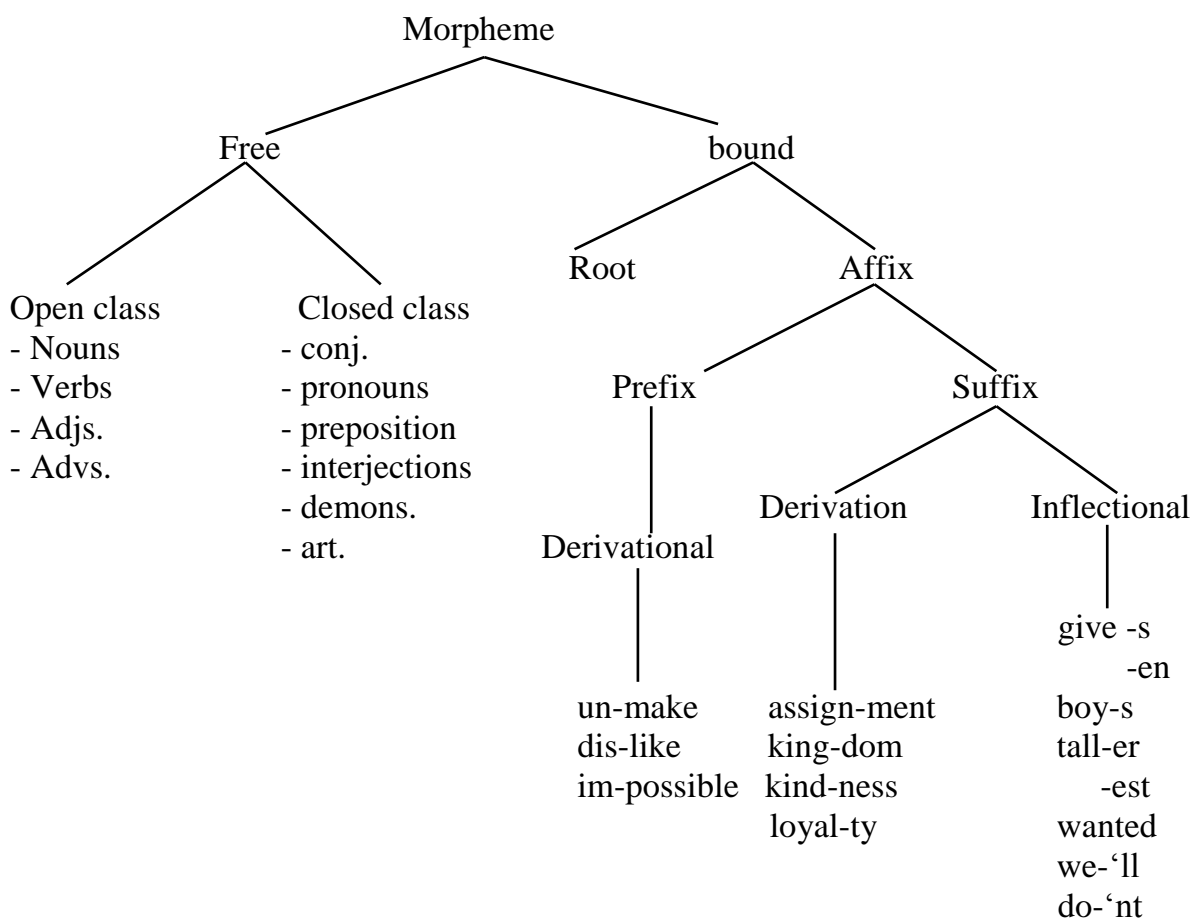 Morpheme
Free
bound
Root
Affix
Open class
- Nouns
- Verbs
- Adjs.
- Advs.
Closed class
- conj.
- pronouns
- preposition
- interjections
- demons.
- art.
Prefix
Suffix
Derivational
Derivation
Inflectional
un-make
dis-like
im-possible
assign-ment
king-dom
kind-ness
loyal-ty
give -s
-en
boy-s
tall-er
-est
wanted
we-‘ll
do-‘nt